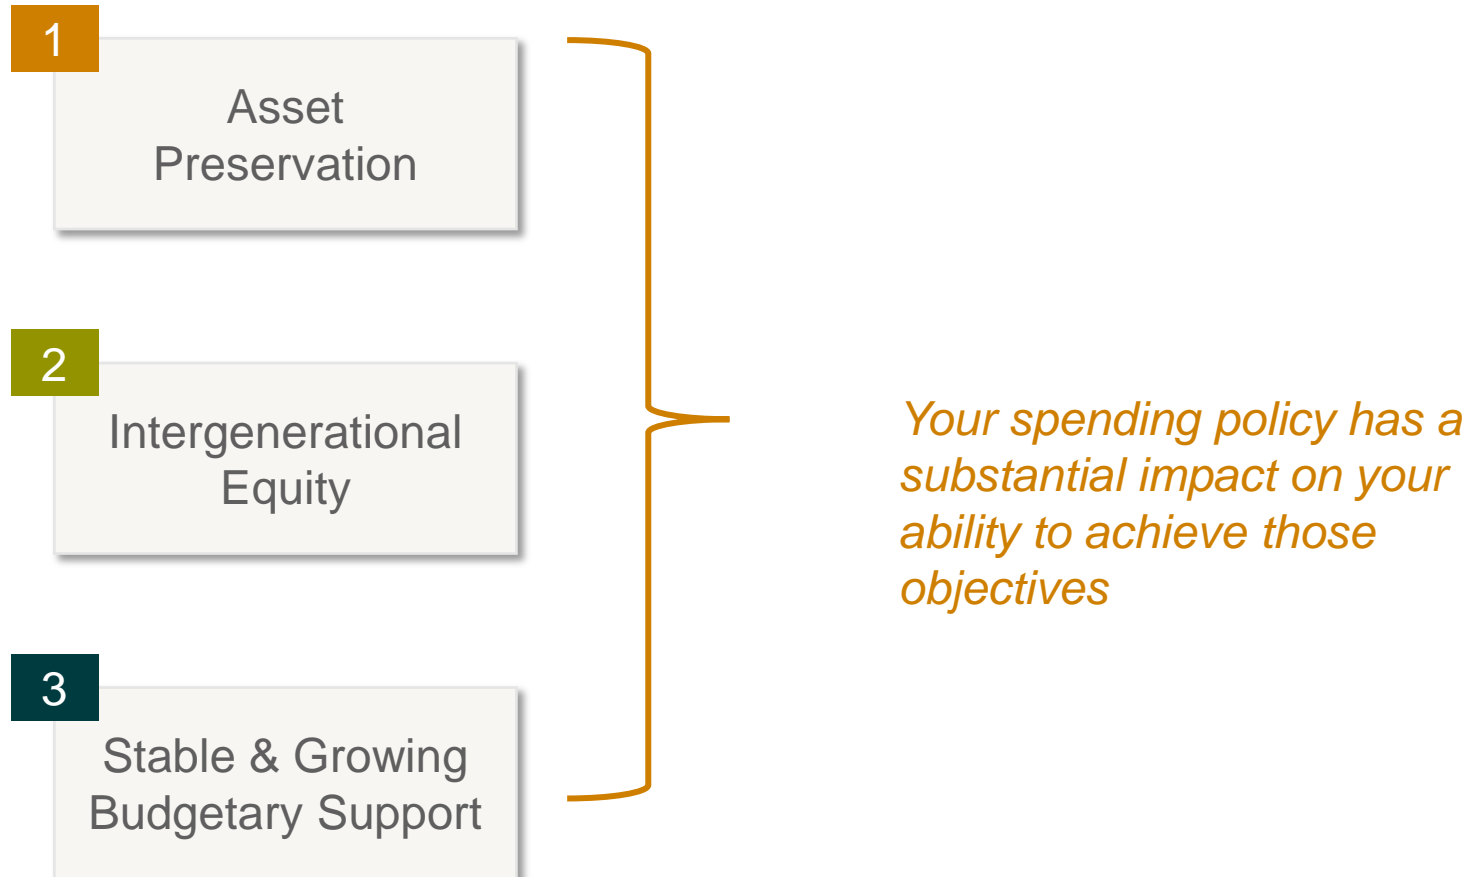 1
Asset
Preservation
2
Intergenerational
Equity
3
Stable & Growing
Budgetary Support
Your spending policy has a
substantial impact on your
ability to achieve those
objectives